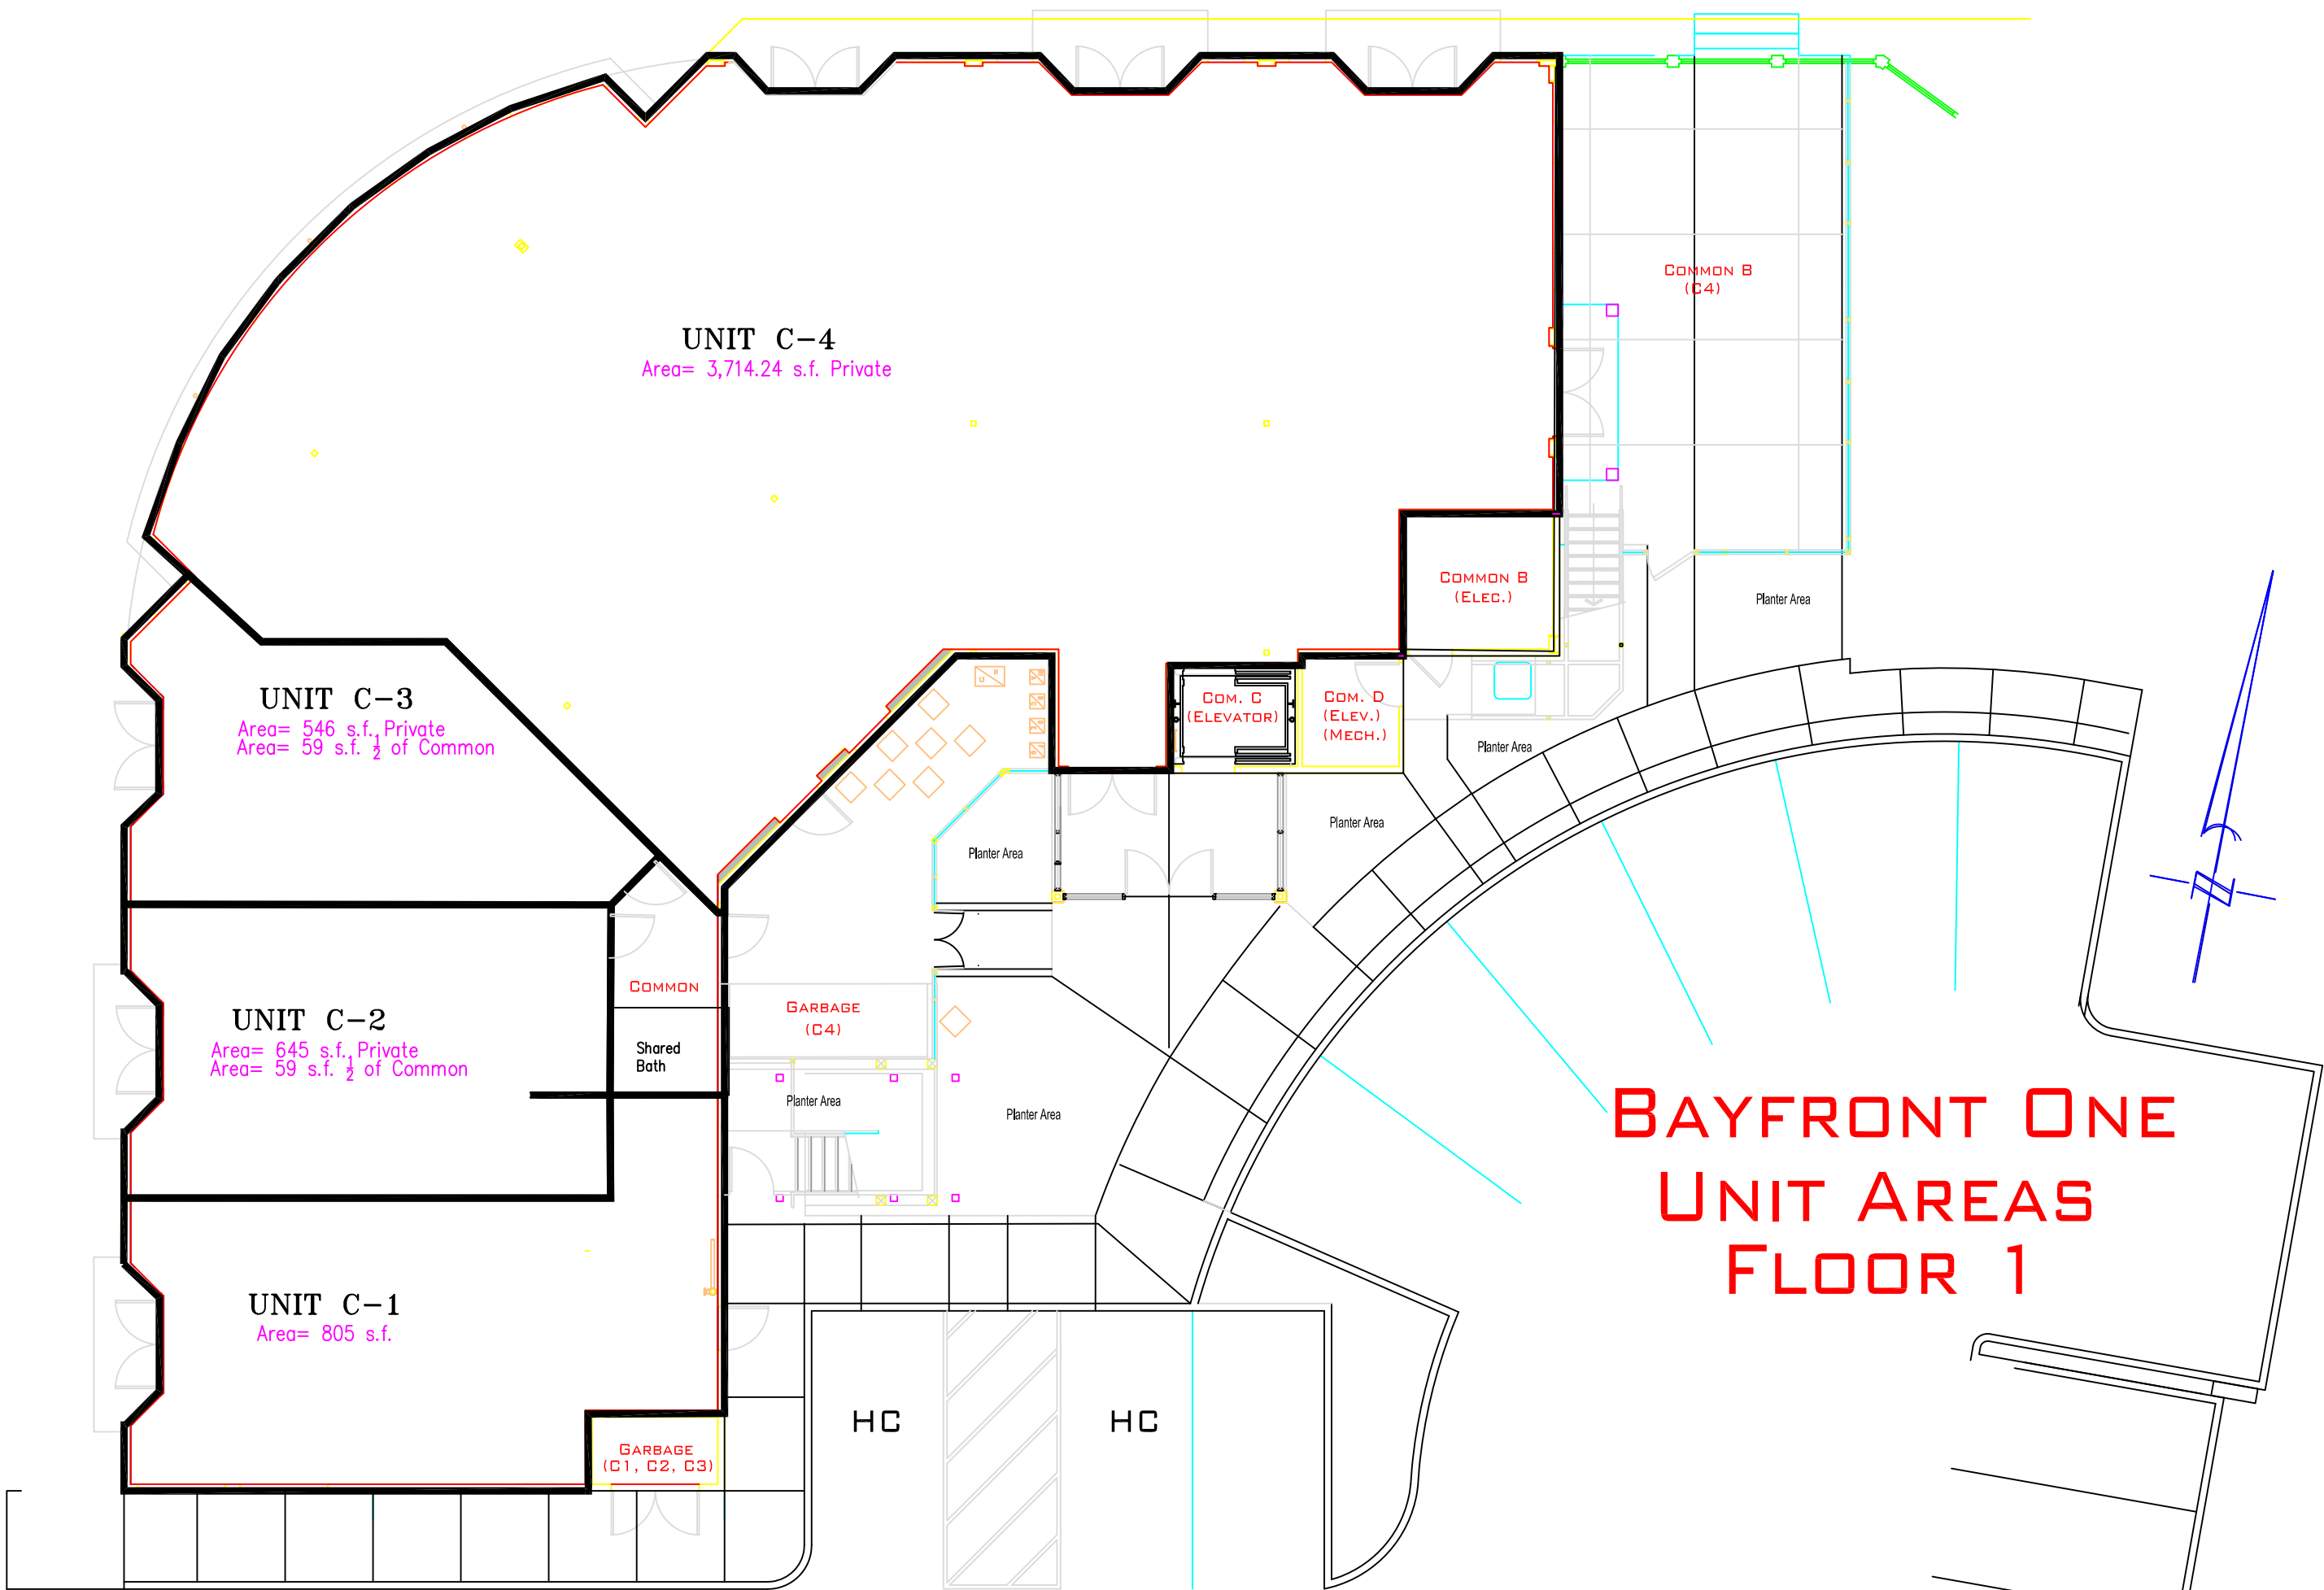 COMMON B
(C4)
UNIT C-4
Area= 3,714.24 s.f. Private
COMMON B
(ELEC.)
Planter Area
UNIT C-3
Area= 546 s.f. Private
Area= 59 s.f. ½ of Common
COM. C
(ELEVATOR)
COM. D
(ELEV.)
(MECH.)
Planter Area
Planter Area
Planter Area
COMMON
GARBAGE
(C4)
UNIT C-2
Area= 645 s.f. Private
Area= 59 s.f. ½ of Common
Shared
Bath
Planter Area
Planter Area
BAYFRONT ONE
UNIT AREAS
FLOOR 1
UNIT C-1
Area= 805 s.f.
HC
HC
GARBAGE
(C1, C2, C3)